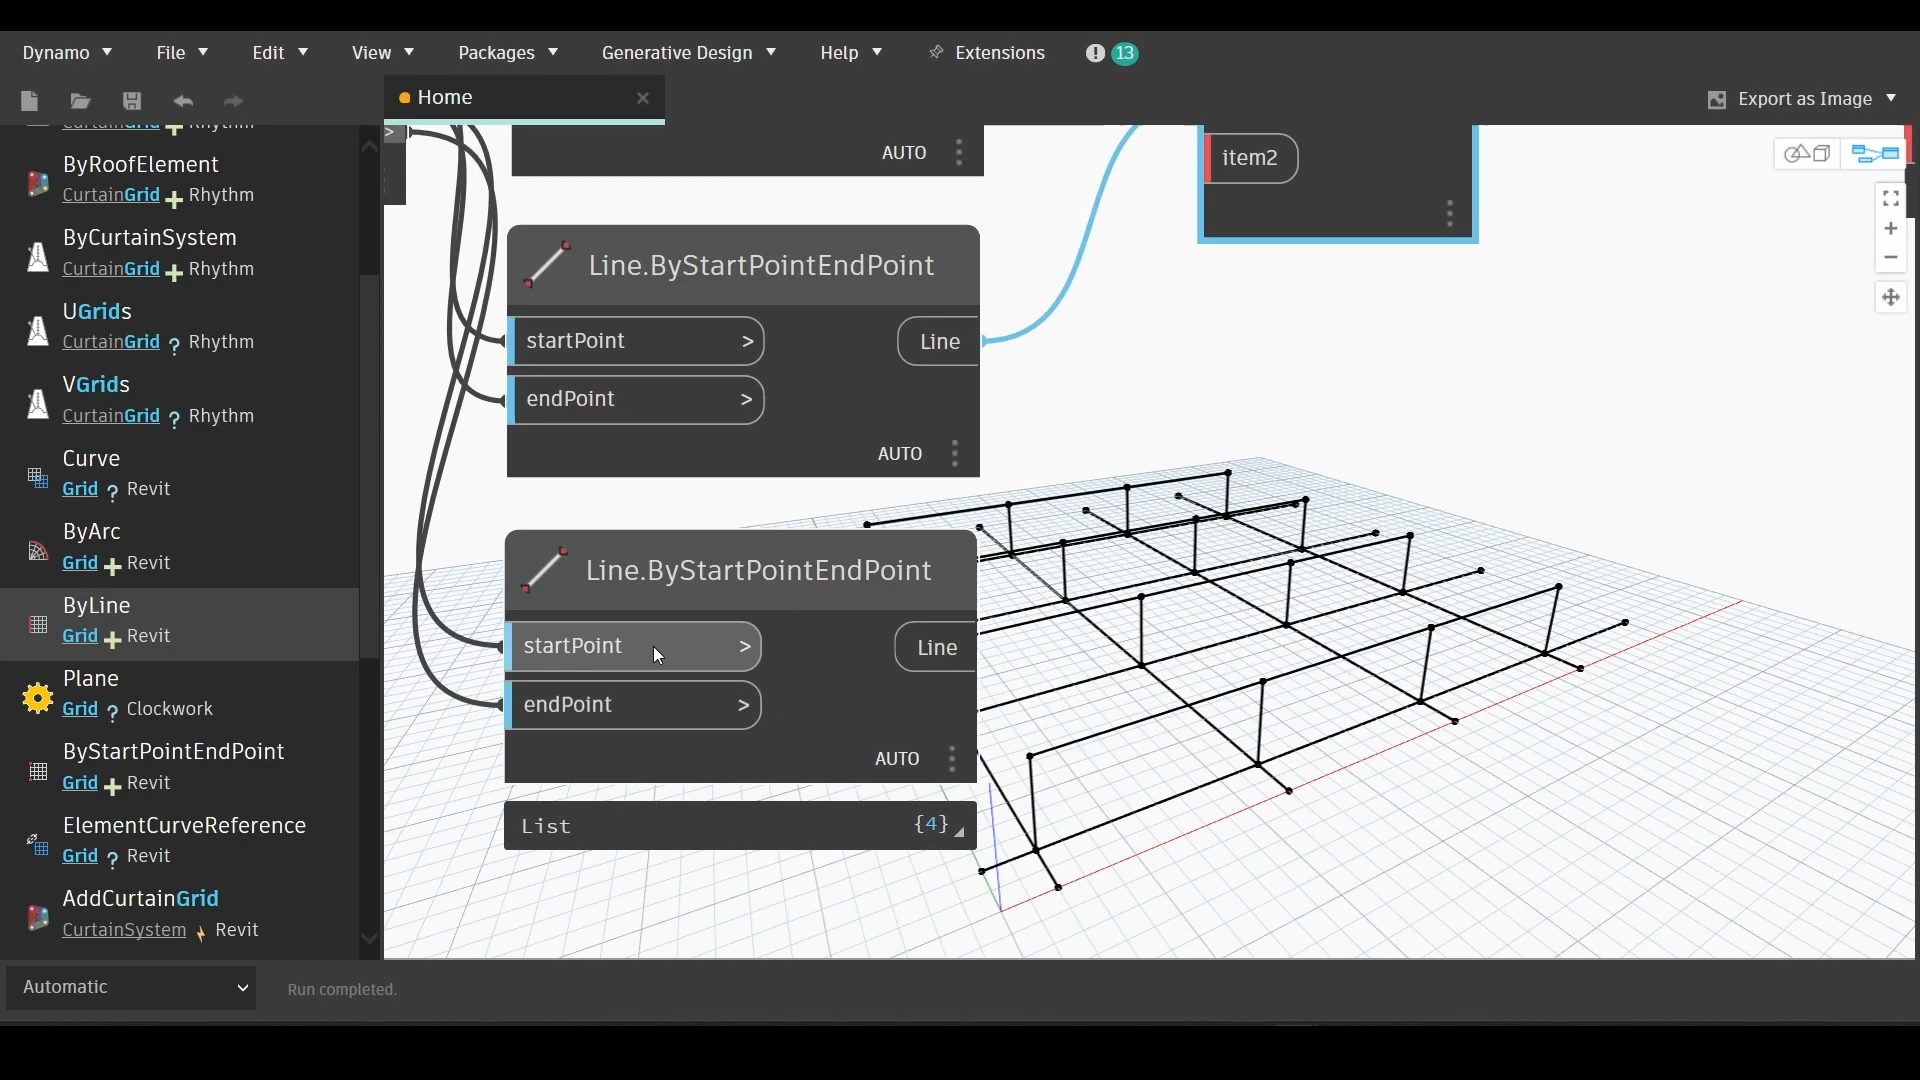 Dynamo File Edit View Packages Generative Design Help Extensions ! 13
Home
Export as Image
CurtainGrid Rhythm
ByRoofElement
CurtainGrid Rhythm
ByCurtainSystem
CurtainGrid Rhythm
UGrids
CurtainGrid ? Rhythm
VGrids
CurtainGrid ? Rhythm
Curve
Grid ? Revit
ByArc
Grid Revit
ByLine
Grid Revit
Plane
Grid ? Clockwork
ByStartPointEndPoint
Grid Revit
ElementCurveReference
Grid ? Revit
AddCurtainGrid
CurtainSystem Revit
>
AUTO
item2
Line.ByStartPointEndPoint
startPoint >
Line
endPoint >
AUTO
Line.ByStartPointEndPoint
startPoint >
Line
endPoint >
AUTO
List {4}
Automatic
Run completed.